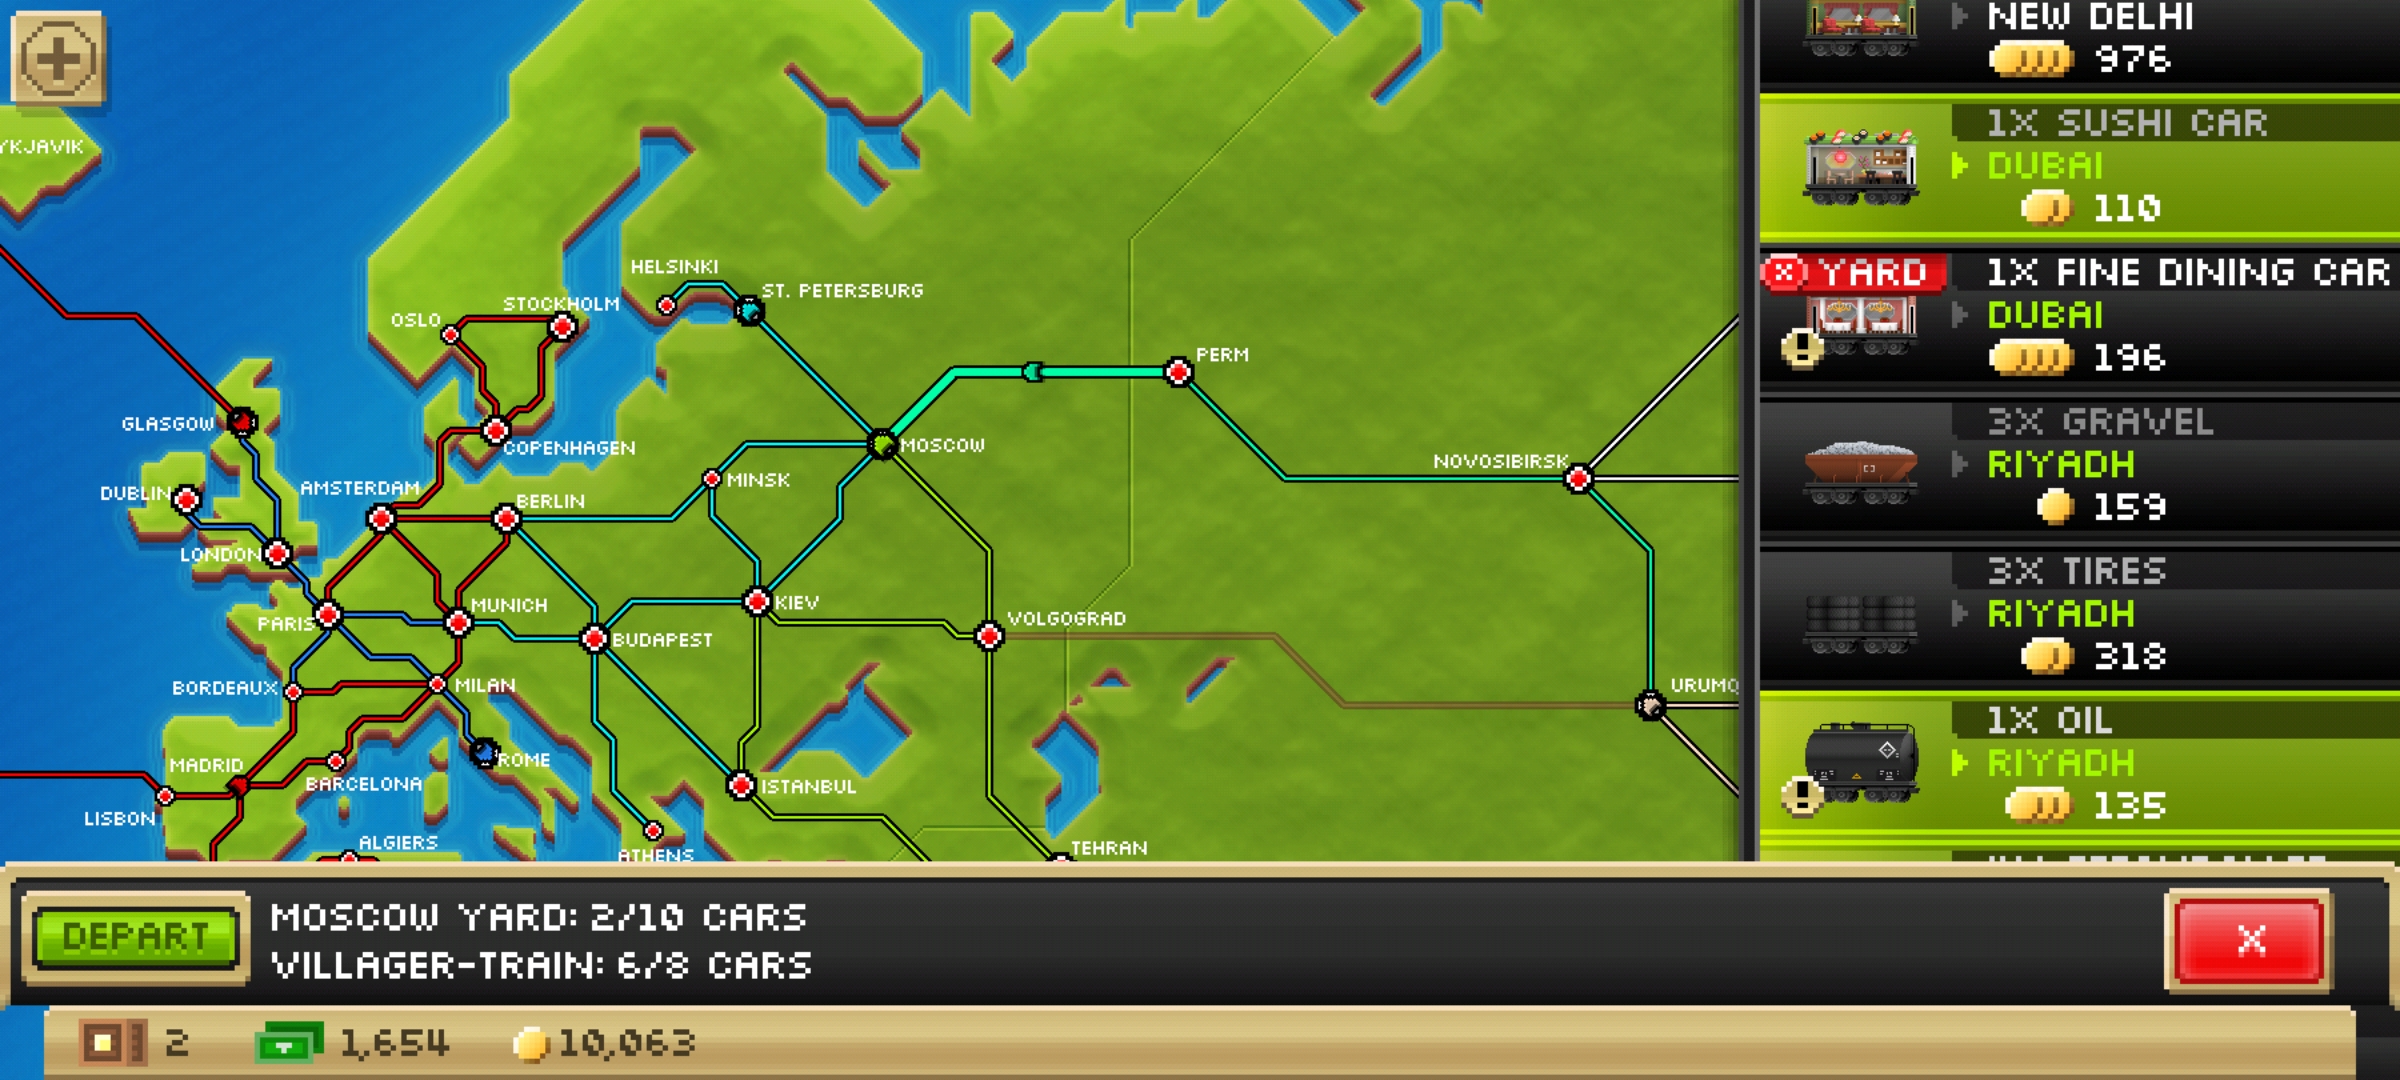 NEW DELHI
976
1X SUSHI CAR
DUBAI
110
X YARD
1X FINE DINING CAR
DUBAI
196
3X GRAVEL
RIYADH
159
3X TIRES
RIYADH
318
1X OIL
RIYADH
135
YKJAVIK
HELSINKI
ST. PETERSBURG
STOCKHOLM
OSLO
PERM
GLASGOW
COPENHAGEN
MOSCOW
NOVOSIBIRSK
MINSK
AMSTERDAM
DUBLIN
BERLIN
LONDON
MUNICH
KIEV
PARIS
VOLGOGRAD
BUDAPEST
BORDEAUX
MILAN
URUMQ
ROME
MADRID
BARCELONA
ISTANBUL
LISBON
ALGIERS
ATHENS
TEHRAN
DEPART
MOSCOW YARD: 2/10 CARS
VILLAGER-TRAIN: 6/8 CARS
X
2
1,654
10,063